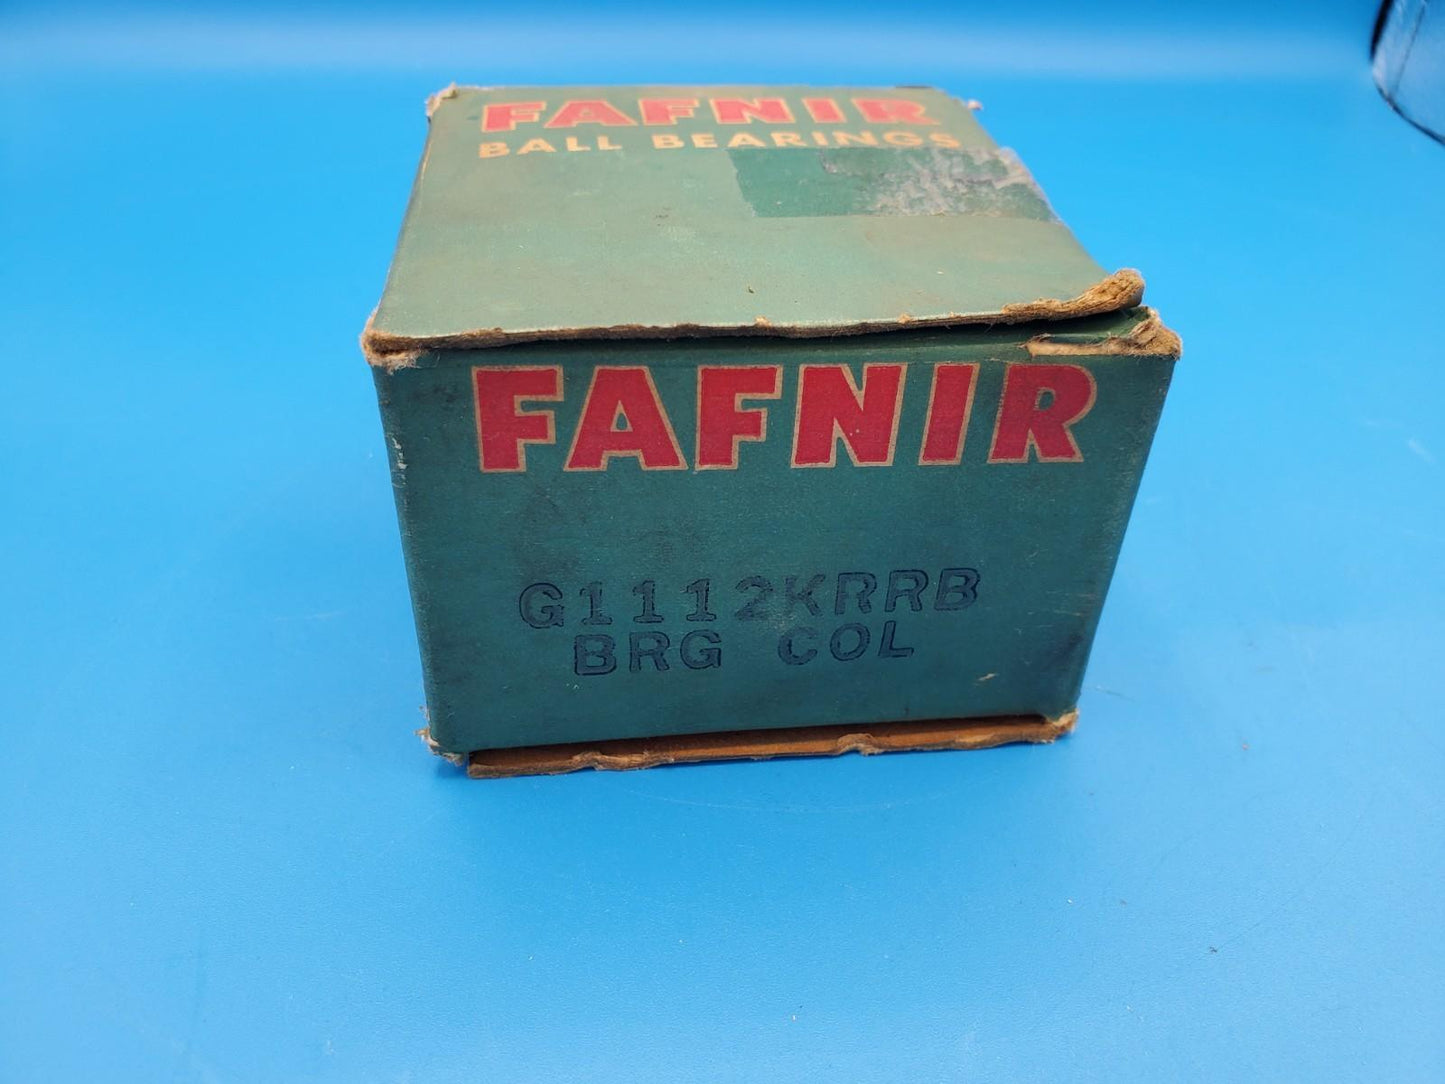 FAFNIR
BALL BEARINGS
FAFNIR
G1112KRRB
BRG COL